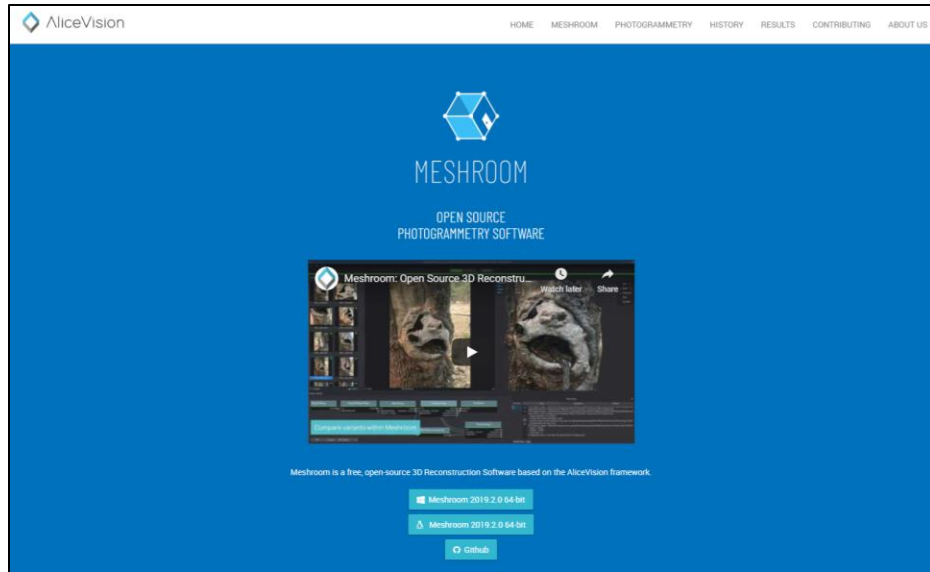 AliceVision
HOME MESHROOM PHOTOGRAMMETRY HISTORY RESULTS CONTRIBUTING ABOUT US
MESHROOM
OPEN SOURCE
PHOTOGRAMMETRY SOFTWARE
Meshroom: Open Source 3D Reconstru...
Watch later Share
Compare variants within Meshroom
Meshroom is a free, open-source 3D Reconstruction Software based on the AliceVision framework.
Meshroom 2019.2.0 64-bit
Meshroom 2019.2.0 64-bit
Github